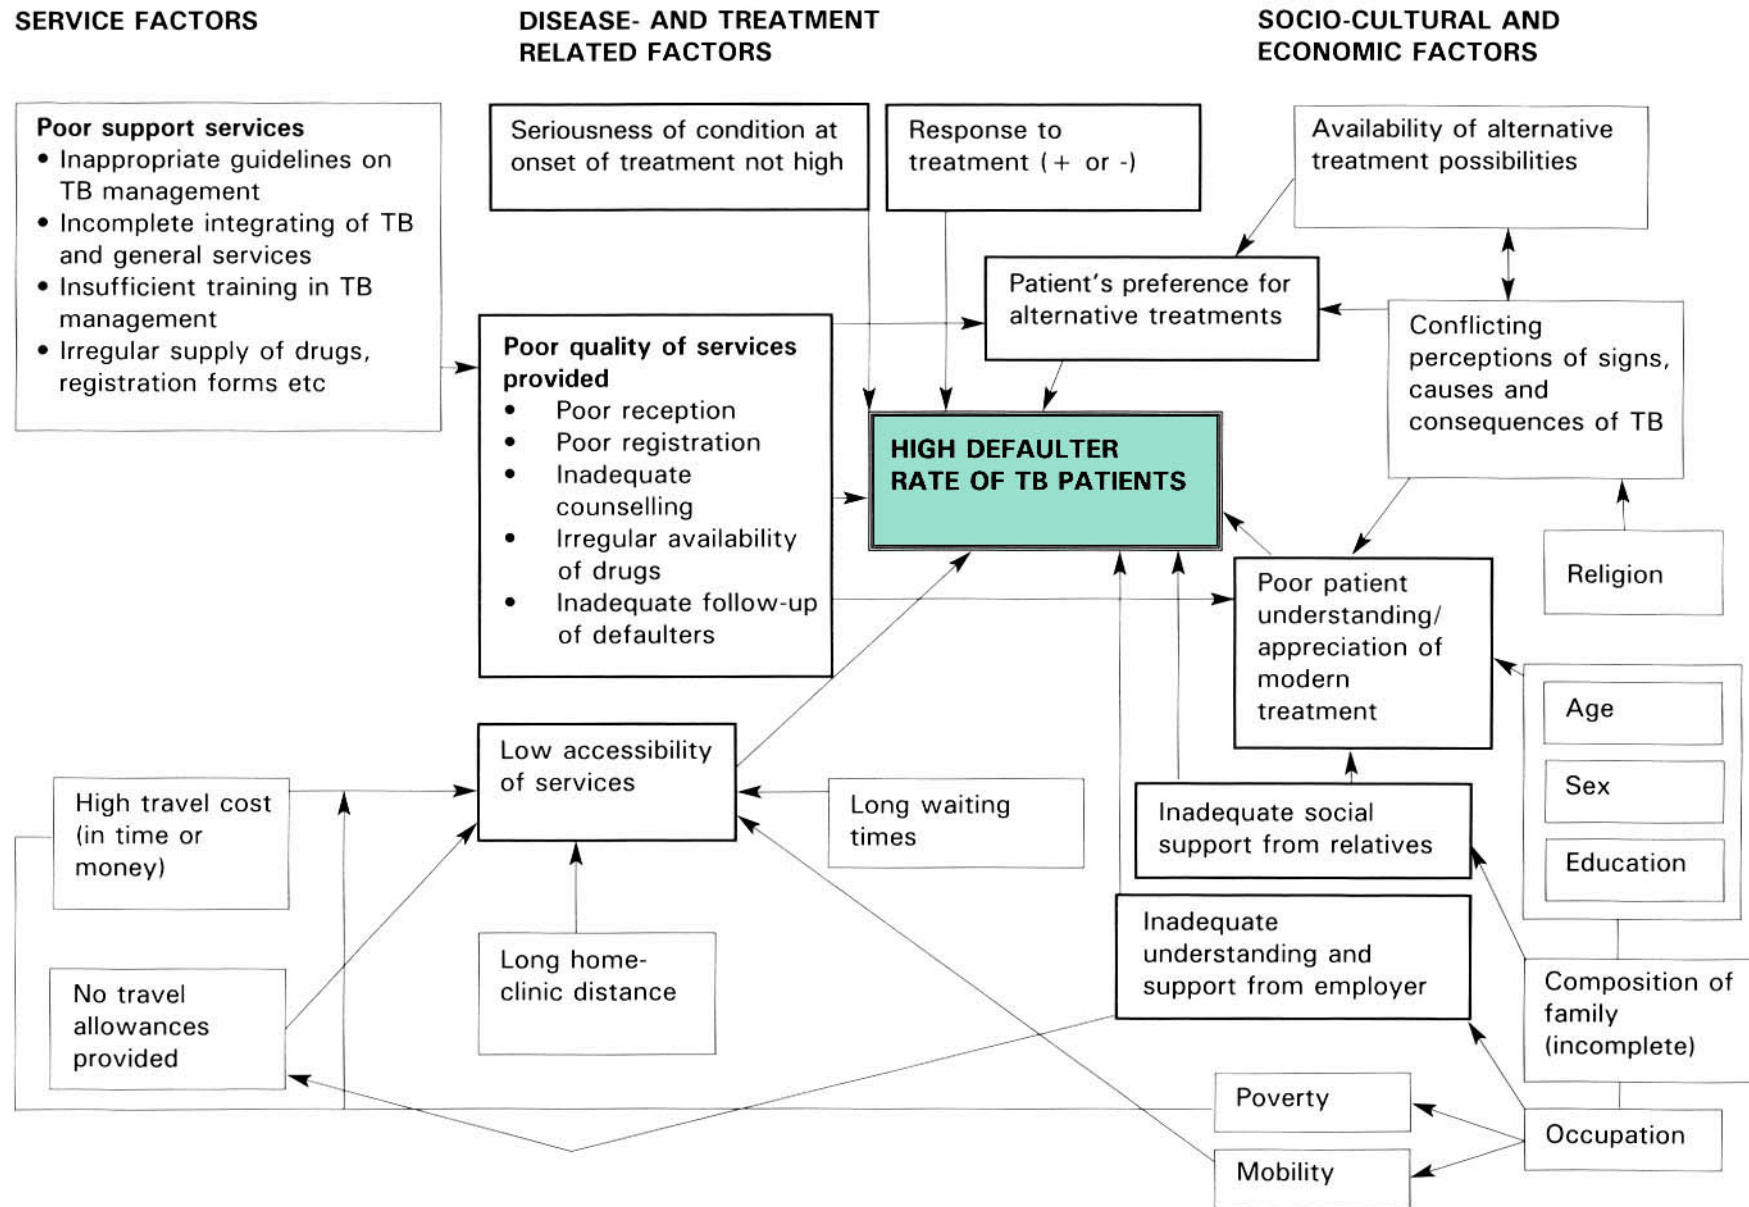 SERVICE FACTORS
DISEASE- AND TREATMENT
RELATED FACTORS
SOCIO-CULTURAL AND
ECONOMIC FACTORS
Poor support services
• Inappropriate guidelines on
TB management
• Incomplete integrating of TB
and general services
• Insufficient training in TB
management
• Irregular supply of drugs,
registration forms etc
Seriousness of condition at
onset of treatment not high
Response to
treatment (+ or -)
Availability of alternative
treatment possibilities
Patient's preference for
alternative treatments
Conflicting
perceptions of signs,
causes and
consequences of TB
Poor quality of services
provided
• Poor reception
• Poor registration
• Inadequate
counselling
• Irregular availability
of drugs
• Inadequate follow-up
of defaulters
HIGH DEFAULTER
RATE OF TB PATIENTS
Religion
Poor patient
understanding/
appreciation of
modern
treatment
Age
Sex
Education
Low accessibility
of services
High travel cost
(in time or
money)
Long waiting
times
Inadequate social
support from relatives
Inadequate
understanding and
support from employer
Long home-
clinic distance
No travel
allowances
provided
Composition of
family
(incomplete)
Poverty
Occupation
Mobility